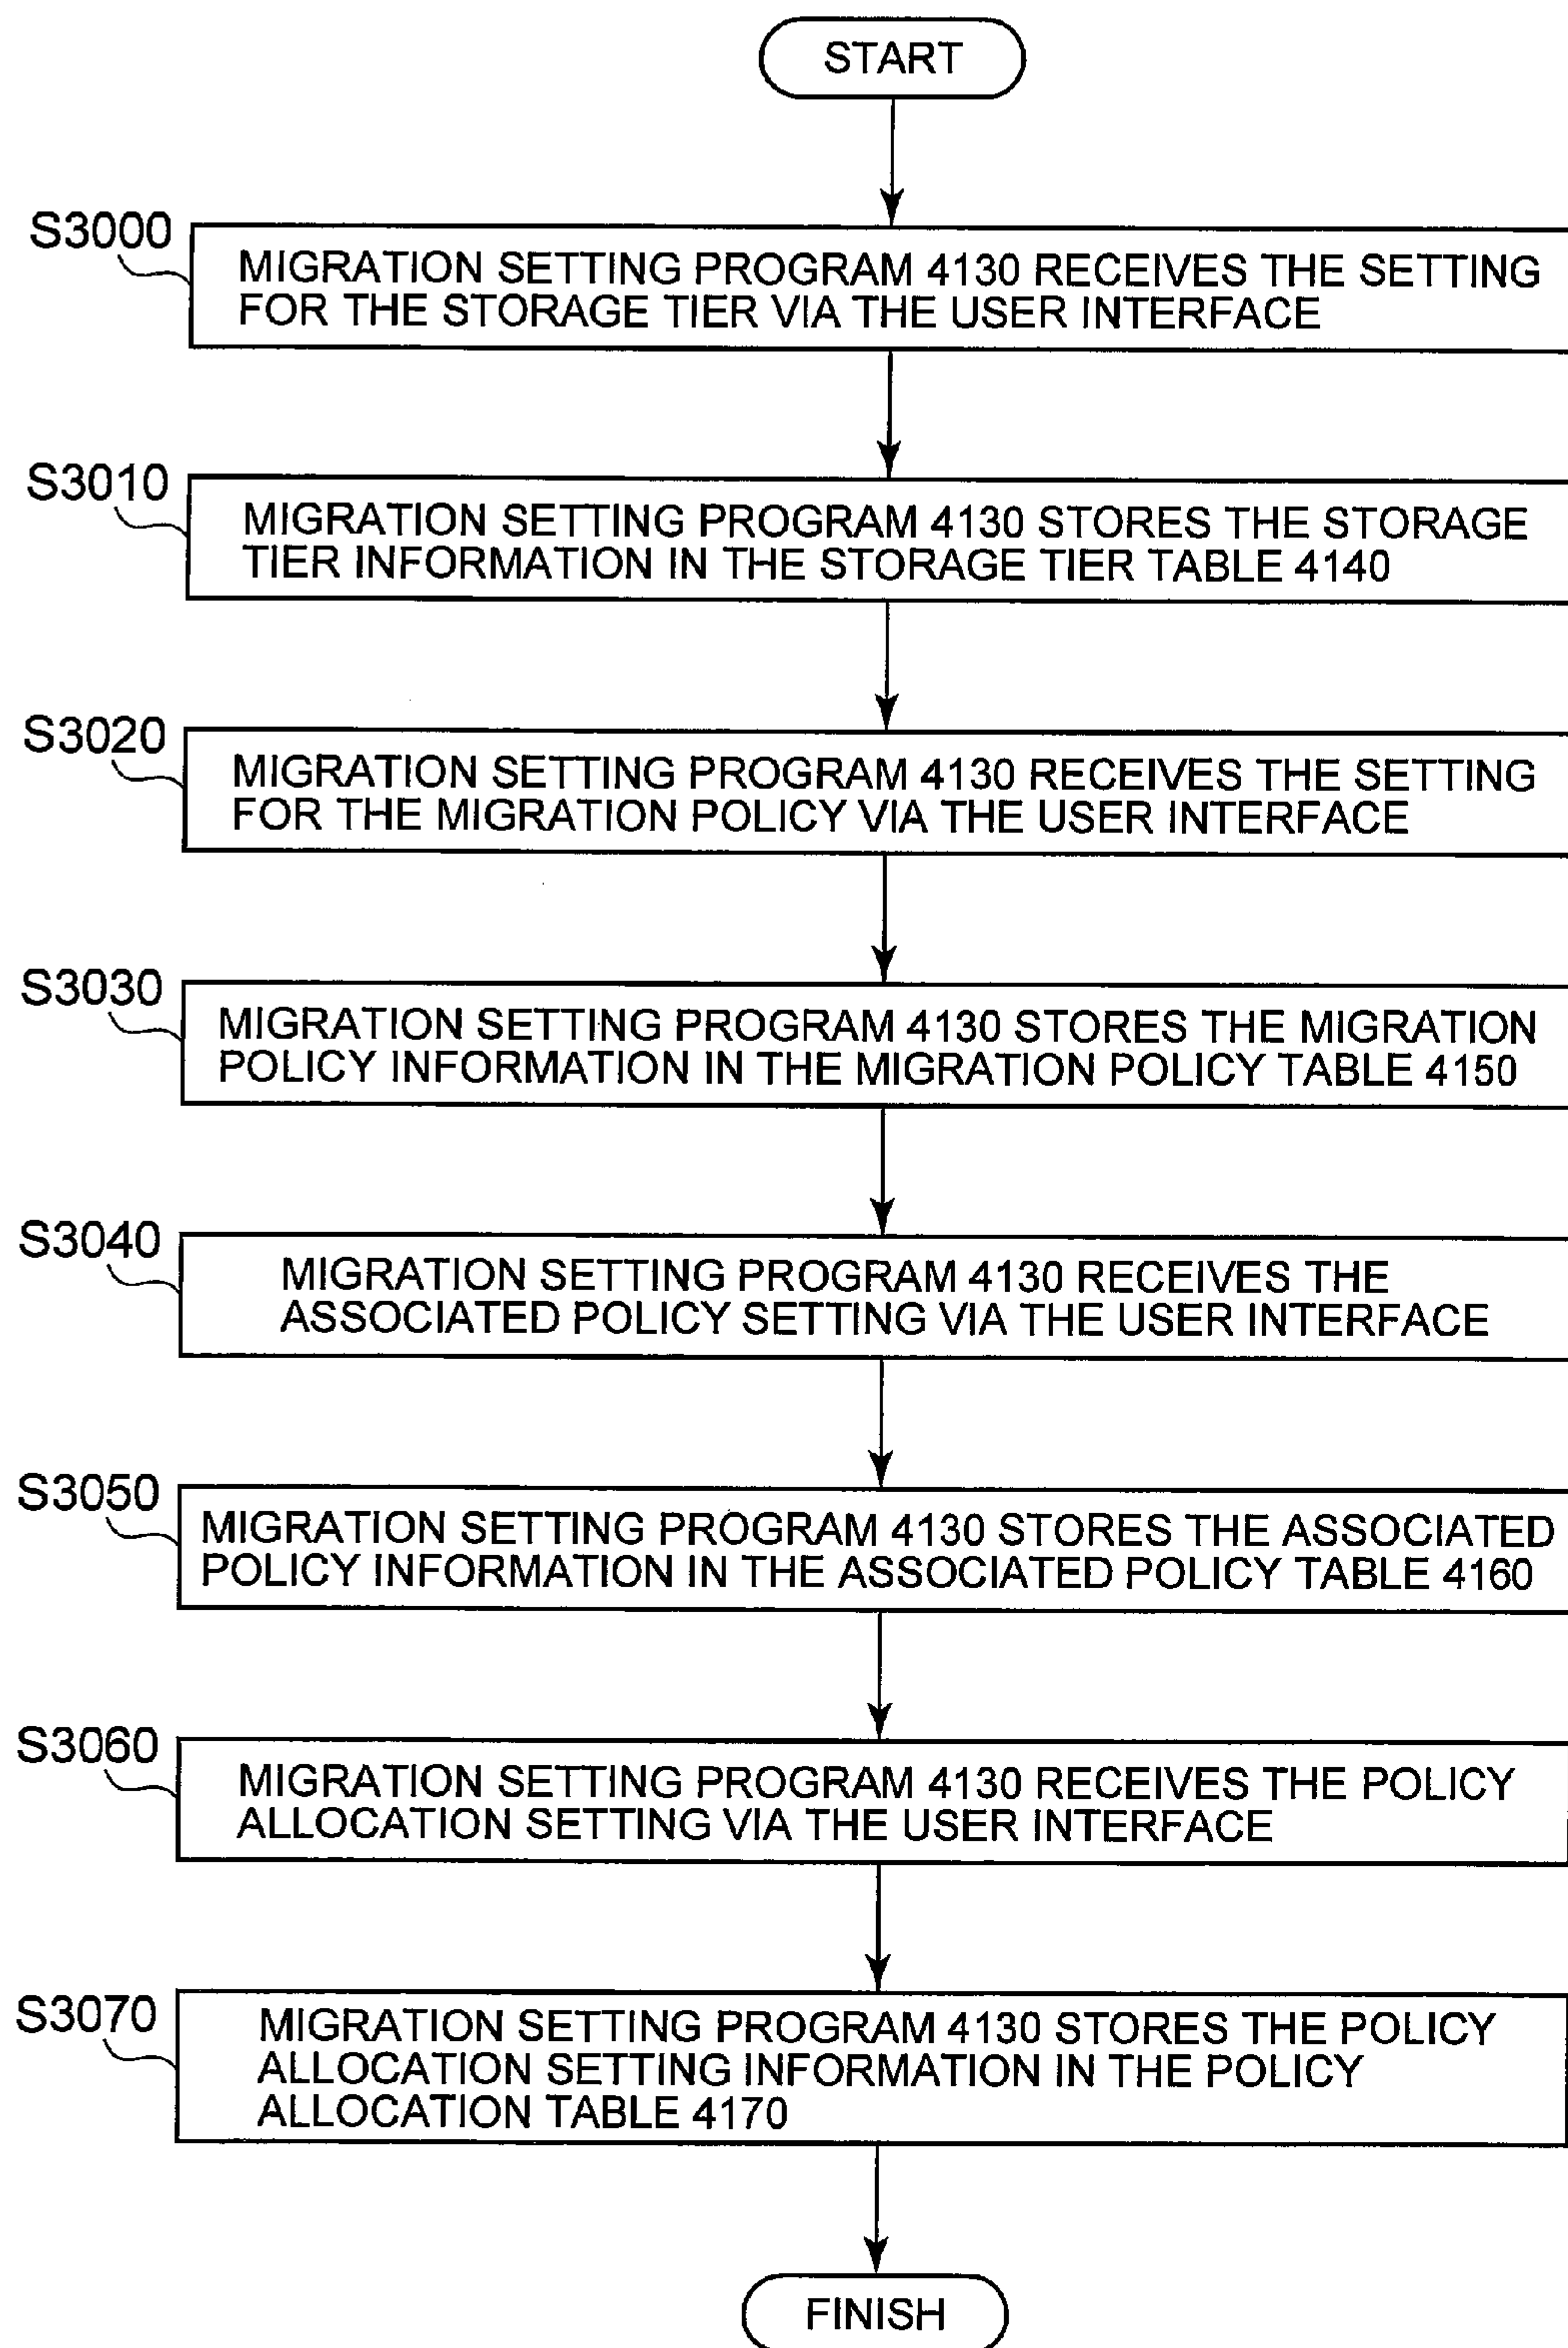 START
S3000
MIGRATION SETTING PROGRAM 4130 RECEIVES THE SETTING
FOR THE STORAGE TIER VIA THE USER INTERFACE
S3010
MIGRATION SETTING PROGRAM 4130 STORES THE STORAGE
TIER INFORMATION IN THE STORAGE TIER TABLE 4140
S3020
MIGRATION SETTING PROGRAM 4130 RECEIVES THE SETTING
FOR THE MIGRATION POLICY VIA THE USER INTERFACE
S3030
MIGRATION SETTING PROGRAM 4130 STORES THE MIGRATION
POLICY INFORMATION IN THE MIGRATION POLICY TABLE 4150
S3040
MIGRATION SETTING PROGRAM 4130 RECEIVES THE
ASSOCIATED POLICY SETTING VIA THE USER INTERFACE
S3050
MIGRATION SETTING PROGRAM 4130 STORES THE ASSOCIATED
POLICY INFORMATION IN THE ASSOCIATED POLICY TABLE 4160
S3060
MIGRATION SETTING PROGRAM 4130 RECEIVES THE POLICY
ALLOCATION SETTING VIA THE USER INTERFACE
S3070
MIGRATION SETTING PROGRAM 4130 STORES THE POLICY
ALLOCATION SETTING INFORMATION IN THE POLICY
ALLOCATION TABLE 4170
FINISH